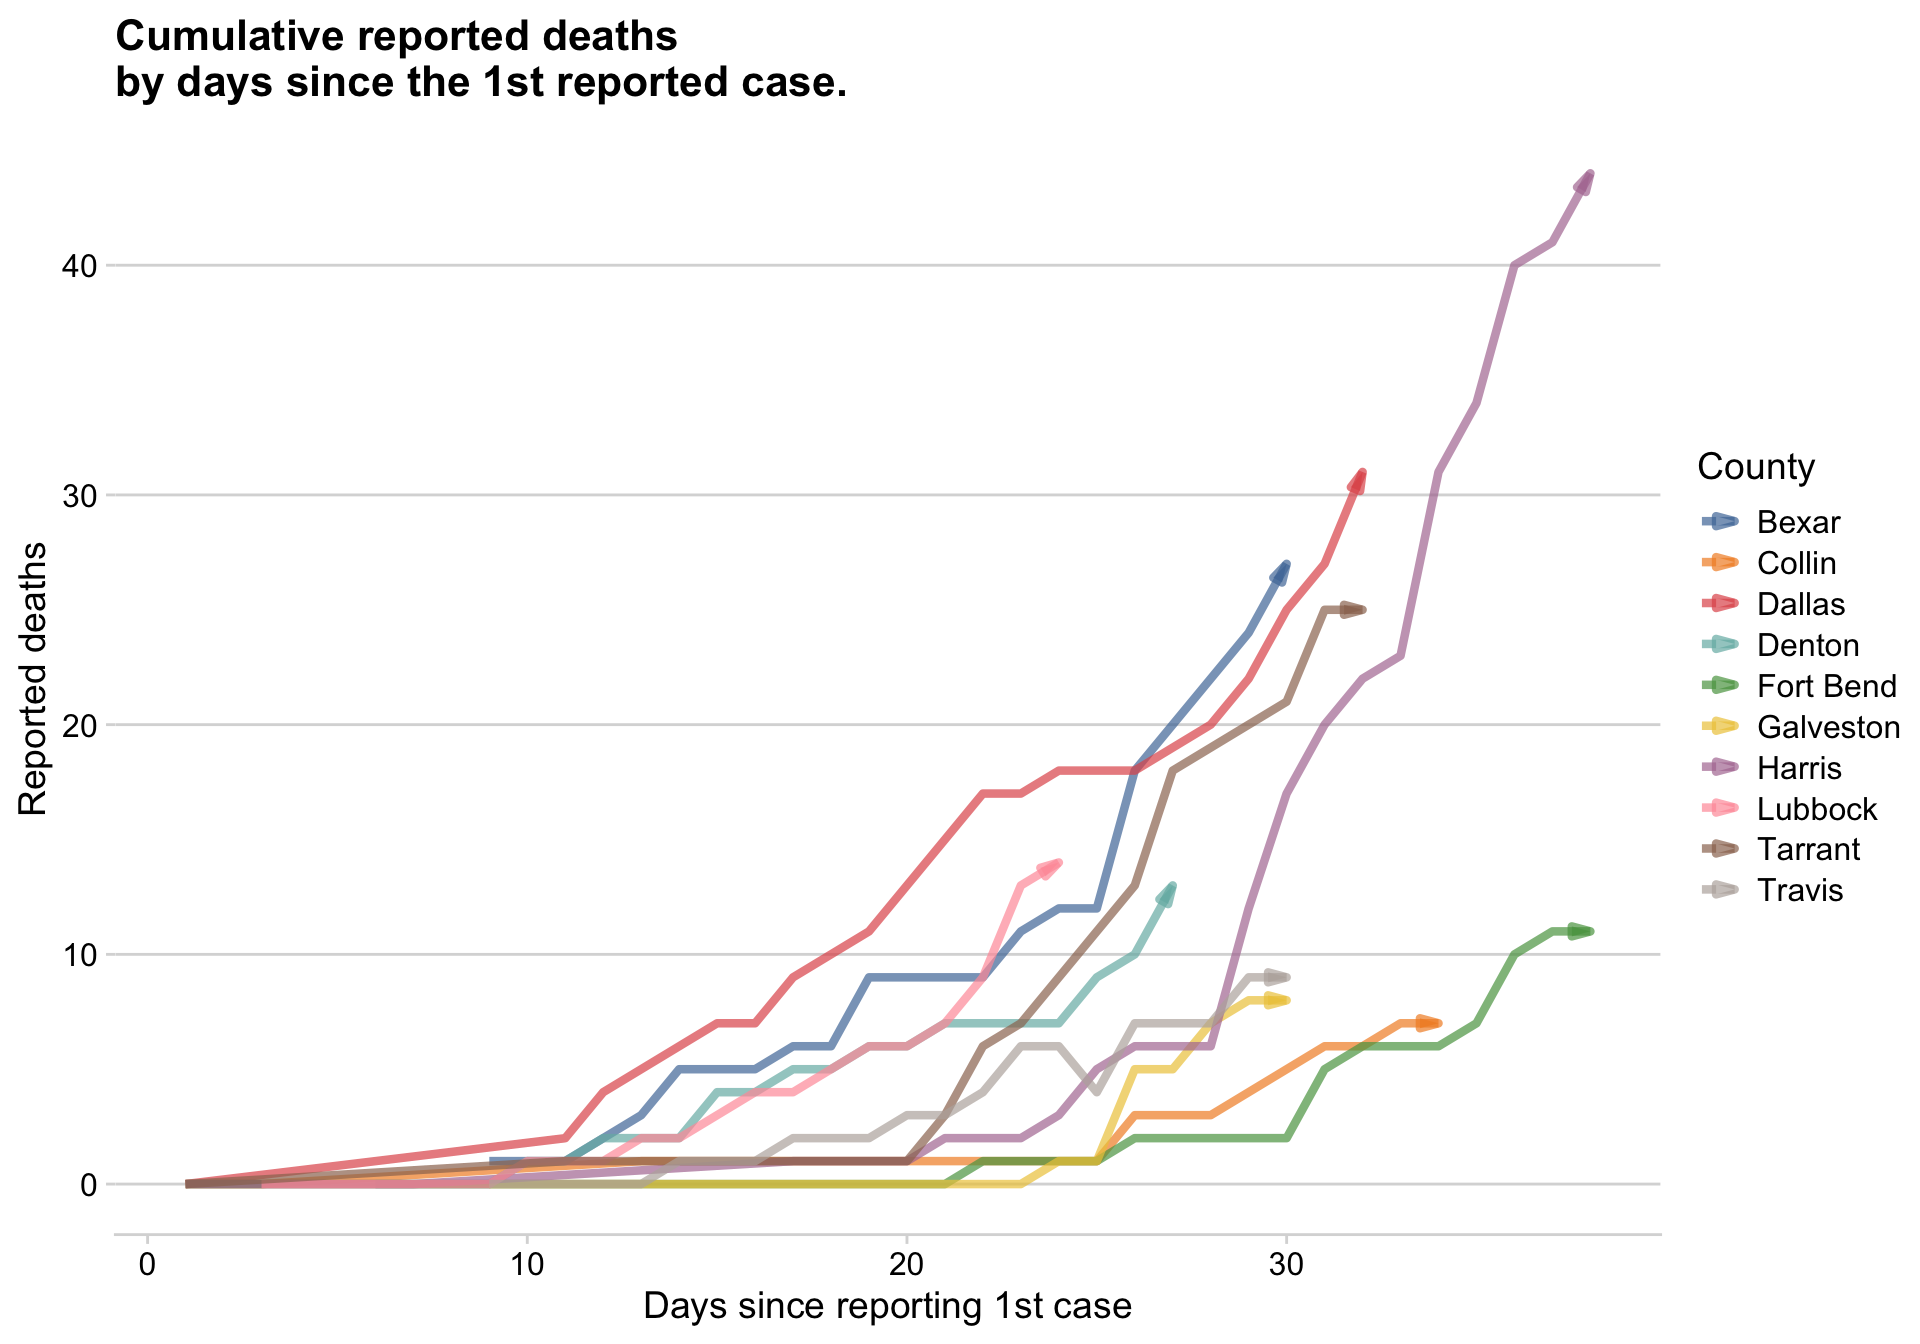 Cumulative reported deaths
by days since the 1st reported case.
Reported deaths
40
30
20
10
0
0
10
20
30
Days since reporting 1st case
County
Bexar
Collin
Dallas
Denton
Fort Bend
Galveston
Harris
Lubbock
Tarrant
Travis